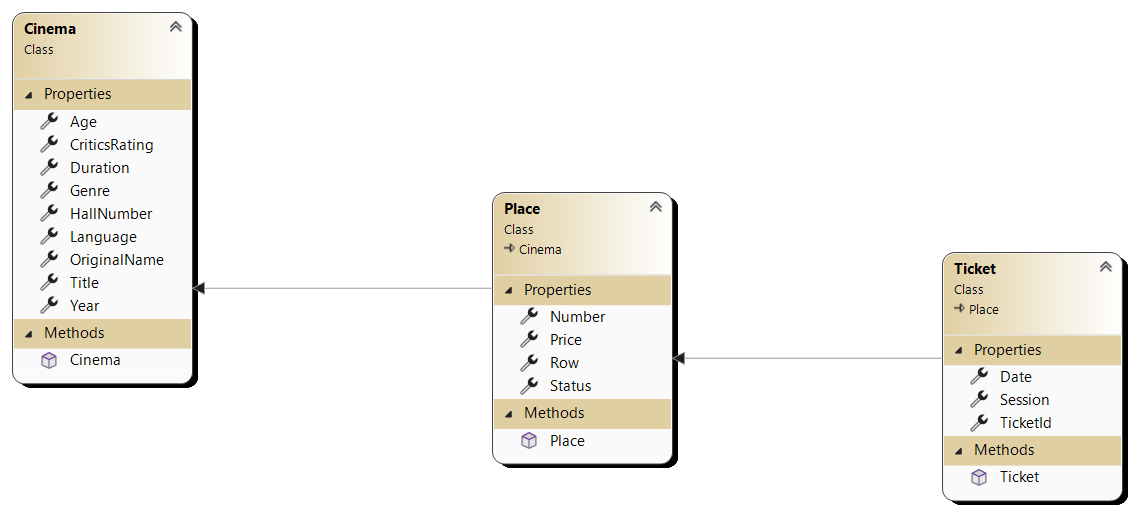 Cinema
Class
Properties
Age
CriticsRating
Duration
Genre
HallNumber
Language
OriginalName
Title
Year
Methods
Cinema
Place
Class
Cinema
Properties
Number
Price
Row
Status
Methods
Place
Ticket
Class
Place
Properties
Date
Session
TicketId
Methods
Ticket